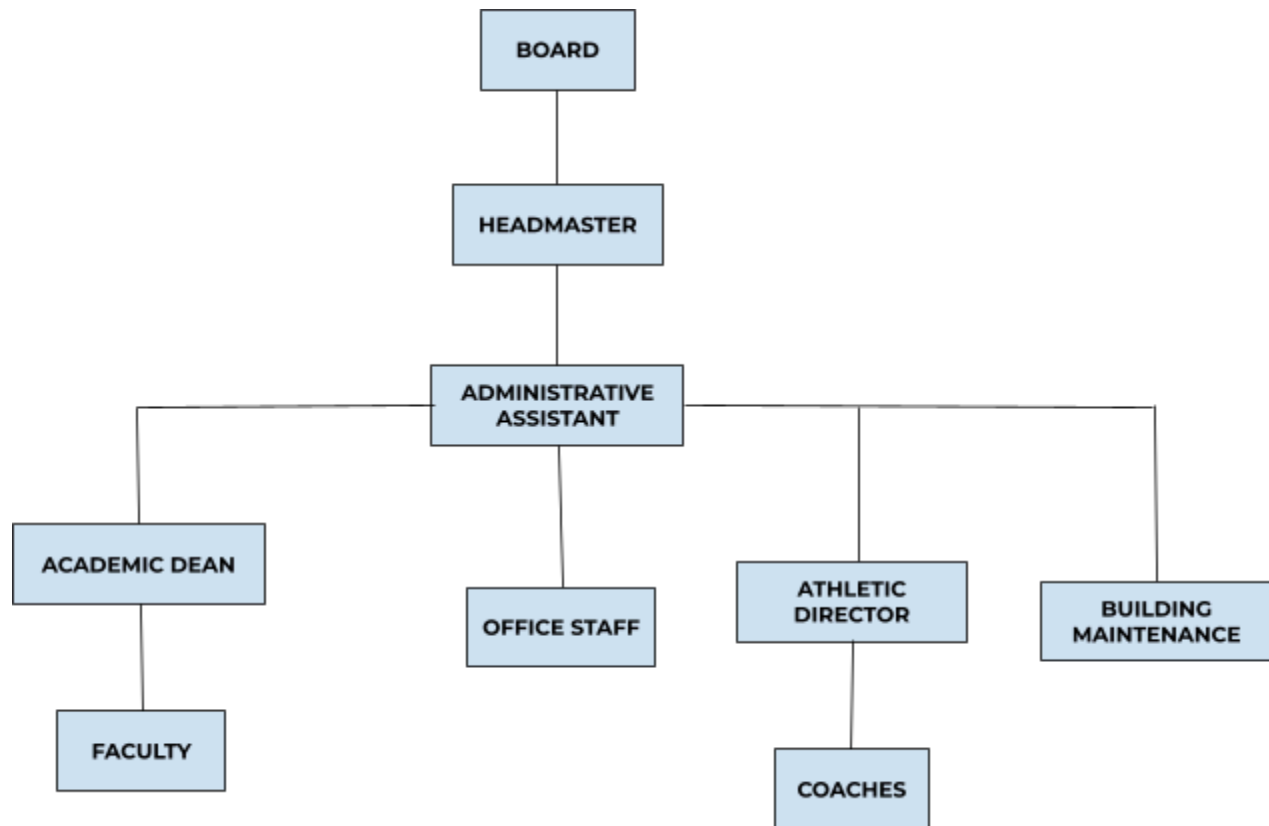 BOARD
HEADMASTER
ADMINISTRATIVE
ASSISTANT
ACADEMIC DEAN
OFFICE STAFF
ATHLETIC
DIRECTOR
BUILDING
MAINTENANCE
FACULTY
COACHES